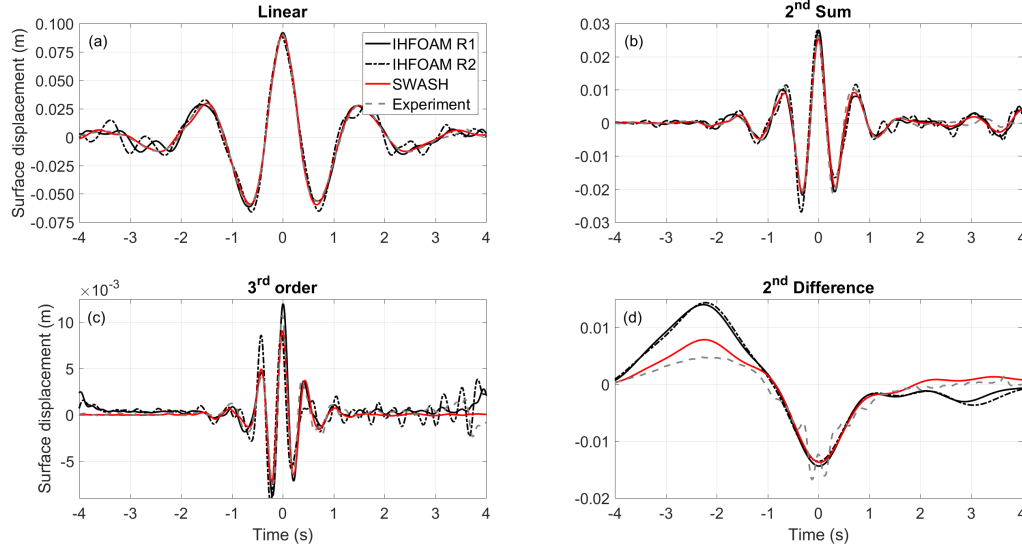 Linear
2nd Sum
(a)
IHFOAM R1
IHFOAM R2
SWASH
Experiment
Surface displacement (m)
0.100
0.075
0.050
0.025
0
-0.025
-0.050
-0.075
-4 -3 -2 -1 0 1 2 3 4
(b)
0.03
0.02
0.01
0
-0.01
-0.02
-0.03
-4 -3 -2 -1 0 1 2 3 4
3rd order
2nd Difference
×10-3
(c)
Surface displacement (m)
10
5
0
-5
-4 -3 -2 -1 0 1 2 3 4
Time (s)
(d)
0.01
0
-0.01
-0.02
-4 -3 -2 -1 0 1 2 3 4
Time (s)